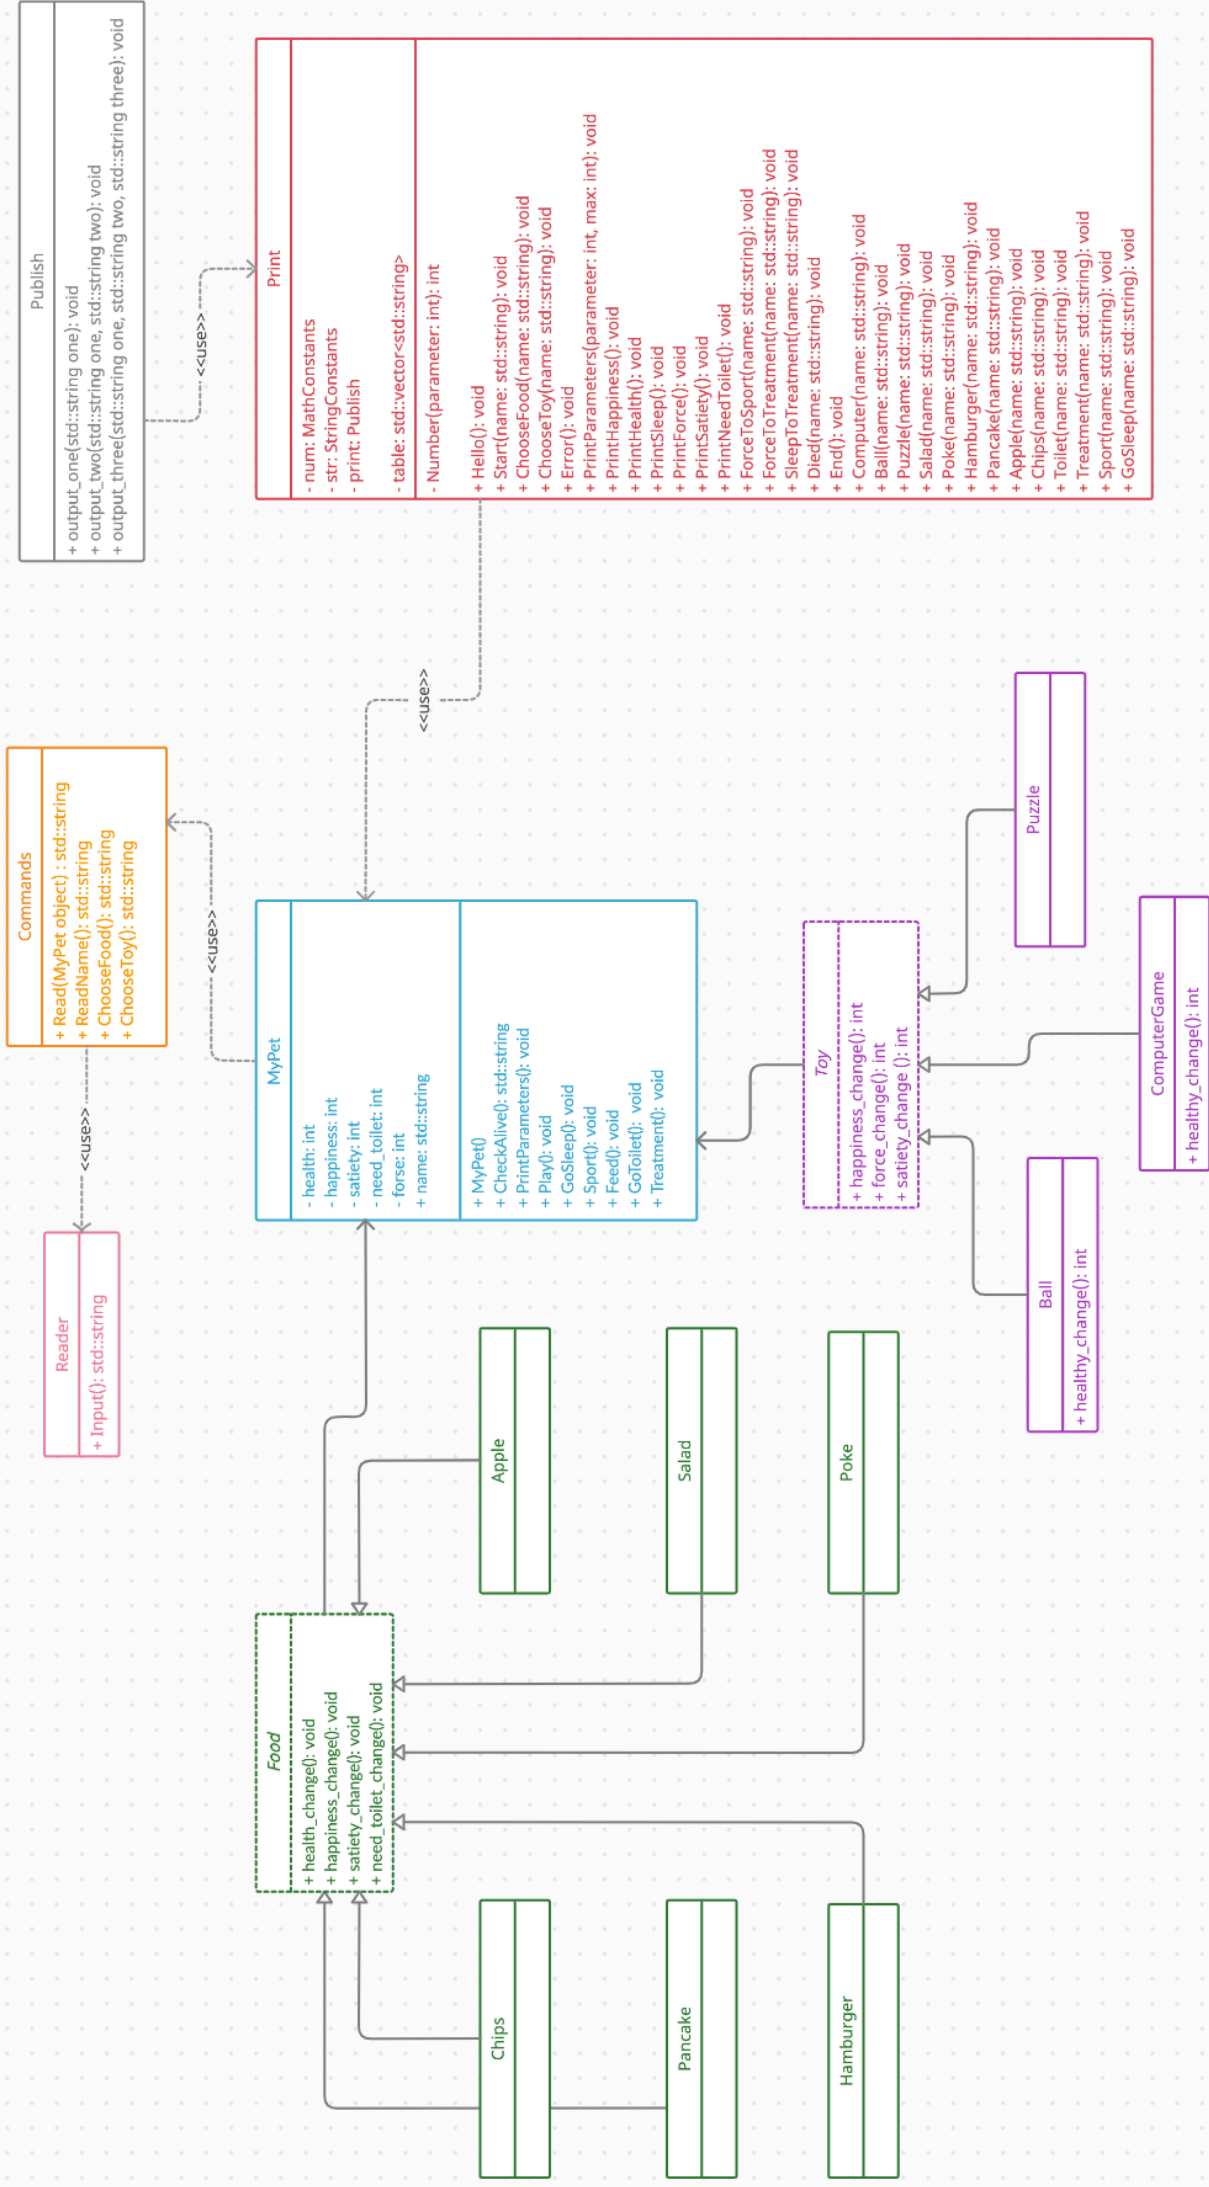 Reader
+ Input(): std::string
<<use>>
Commands
+ Read(MyPet object) : std::string
+ ReadName(): std::string
+ ChooseFood(): std::string
+ ChooseToy(): std::string
<<use>>
Publish
+ output_one(std::string one): void
+ output_two(std::string one, std::string two): void
+ output_three(std::string one, std::string two, std::string three): void
<<use>>
Food
+ health_change(): void
+ happiness_change(): void
+ satiety_change(): void
+ need_toilet_change(): void
MyPet
- health: int
- happiness: int
- satiety: int
- need_toilet: int
- forse: int
+ name: std::string
+ MyPet()
+ CheckAlive(): std::string
+ PrintParameters(): void
+ Play(): void
+ GoSleep(): void
+ Sport(): void
+ Feed(): void
+ GoToilet(): void
+ Treatment(): void
<<use>>
Print
- num: MathConstants
- str: StringConstants
- print: Publish
- table: std::vector<std::string>
- Number(parameter: int): int
+ Hello(): void
+ Start(name: std::string): void
+ ChooseFood(name: std::string): void
+ ChooseToy(name: std::string): void
+ Error(): void
+ PrintParameters(parameter: int, max: int): void
+ PrintHappiness(): void
+ PrintHealth(): void
+ PrintSleep(): void
+ PrintForce(): void
+ PrintSatiety(): void
+ PrintNeedToilet(): void
+ ForceToSport(name: std::string): void
+ ForceToTreatment(name: std::string): void
+ SleepToTreatment(name: std::string): void
+ Died(name: std::string): void
+ End(): void
+ Computer(name: std::string): void
+ Ball(name: std::string): void
+ Puzzle(name: std::string): void
+ Salad(name: std::string): void
+ Poke(name: std::string): void
+ Hamburger(name: std::string): void
+ Pancake(name: std::string): void
+ Apple(name: std::string): void
+ Chips(name: std::string): void
+ Toilet(name: std::string): void
+ Treatment(name: std::string): void
+ Sport(name: std::string): void
+ GoSleep(name: std::string): void
Chips
Apple
Pancake
Salad
Hamburger
Poke
Toy
+ happiness_change(): int
+ force_change(): int
+ satiety_change (): int
Ball
+ healthy_change(): int
Puzzle
ComputerGame
+ healthy_change(): int